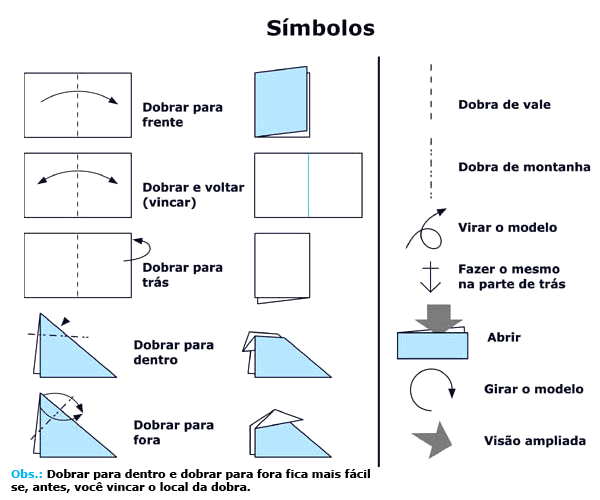 Símbolos
Dobrar para
frente
Dobrar e voltar
(vincar)
Dobrar para
trás
Dobrar para
dentro
Dobrar para
fora
Dobra de vale
Dobra de montanha
Virar o modelo
Fazer o mesmo
na parte de trás
Abrir
Girar o modelo
Visão ampliada
Obs.: Dobrar para dentro e dobrar para fora fica mais fácil
se, antes, você vincar o local da dobra.